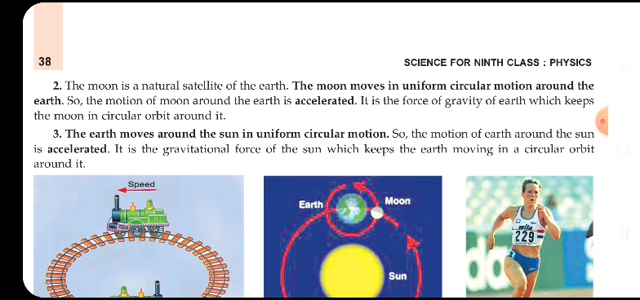 38
SCIENCE FOR NINTH CLASS : PHYSICS
2. The moon is a natural satellite of the earth. The moon moves in uniform circular motion around the
earth. So, the motion of moon around the earth is accelerated. It is the force of gravity of earth which keeps
the moon in circular orbit around it.
3. The earth moves around the sun in uniform circular motion. So, the motion of earth around the sun
is accelerated. It is the gravitational force of the sun which keeps the earth moving in a circular orbit
around it.
Speed
Earth
Moon
Sun
229